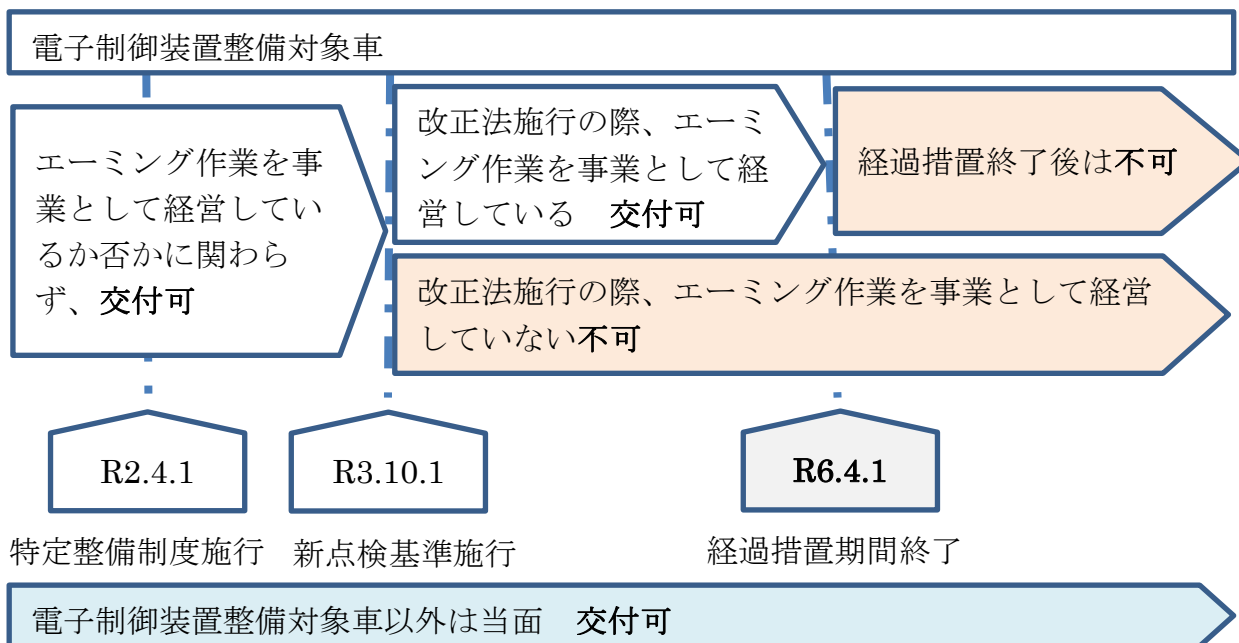 電子制御装置整備対象車
エーミング作業を事
業として経営してい
るか否かに関わら
ず、交付可
改正法施行の際、エーミ
ング作業を事業として経
営している　交付可
経過措置終了後は不可
改正法施行の際、エーミング作業を事業として経営
していない不可
R2.4.1
R3.10.1
R6.4.1
特定整備制度施行
新点検基準施行
経過措置期間終了
電子制御装置整備対象車以外は当面　交付可